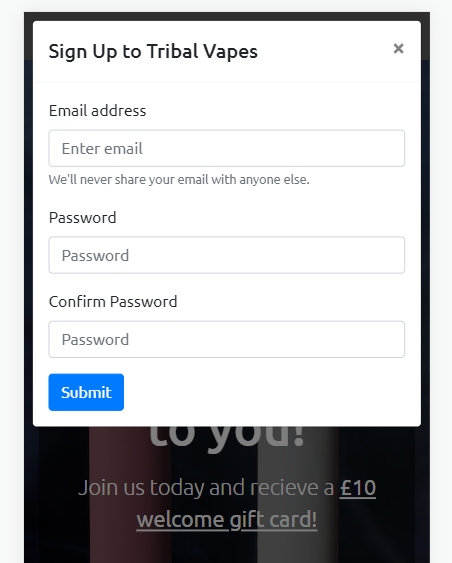 Sign Up to Tribal Vapes
×
Email address
Enter email
We'll never share your email with anyone else.
Password
Password
Confirm Password
Password
Submit
to you!
Join us today and recieve a £10
welcome gift card!